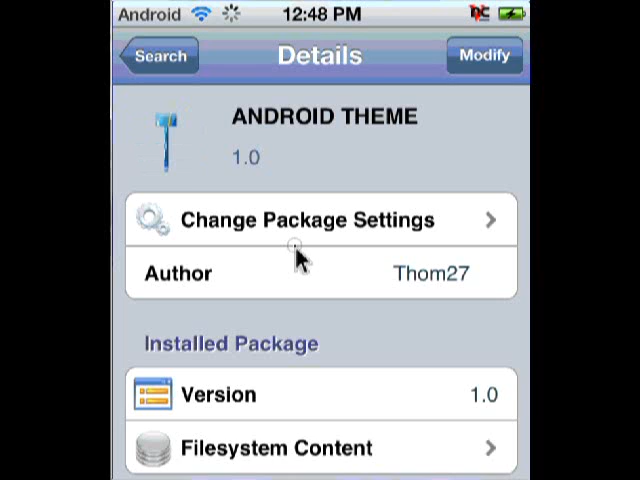 Android 12:48 PM
Search Details Modify
ANDROID THEME
1.0
Change Package Settings
Author Thom27
Installed Package
Version 1.0
Filesystem Content